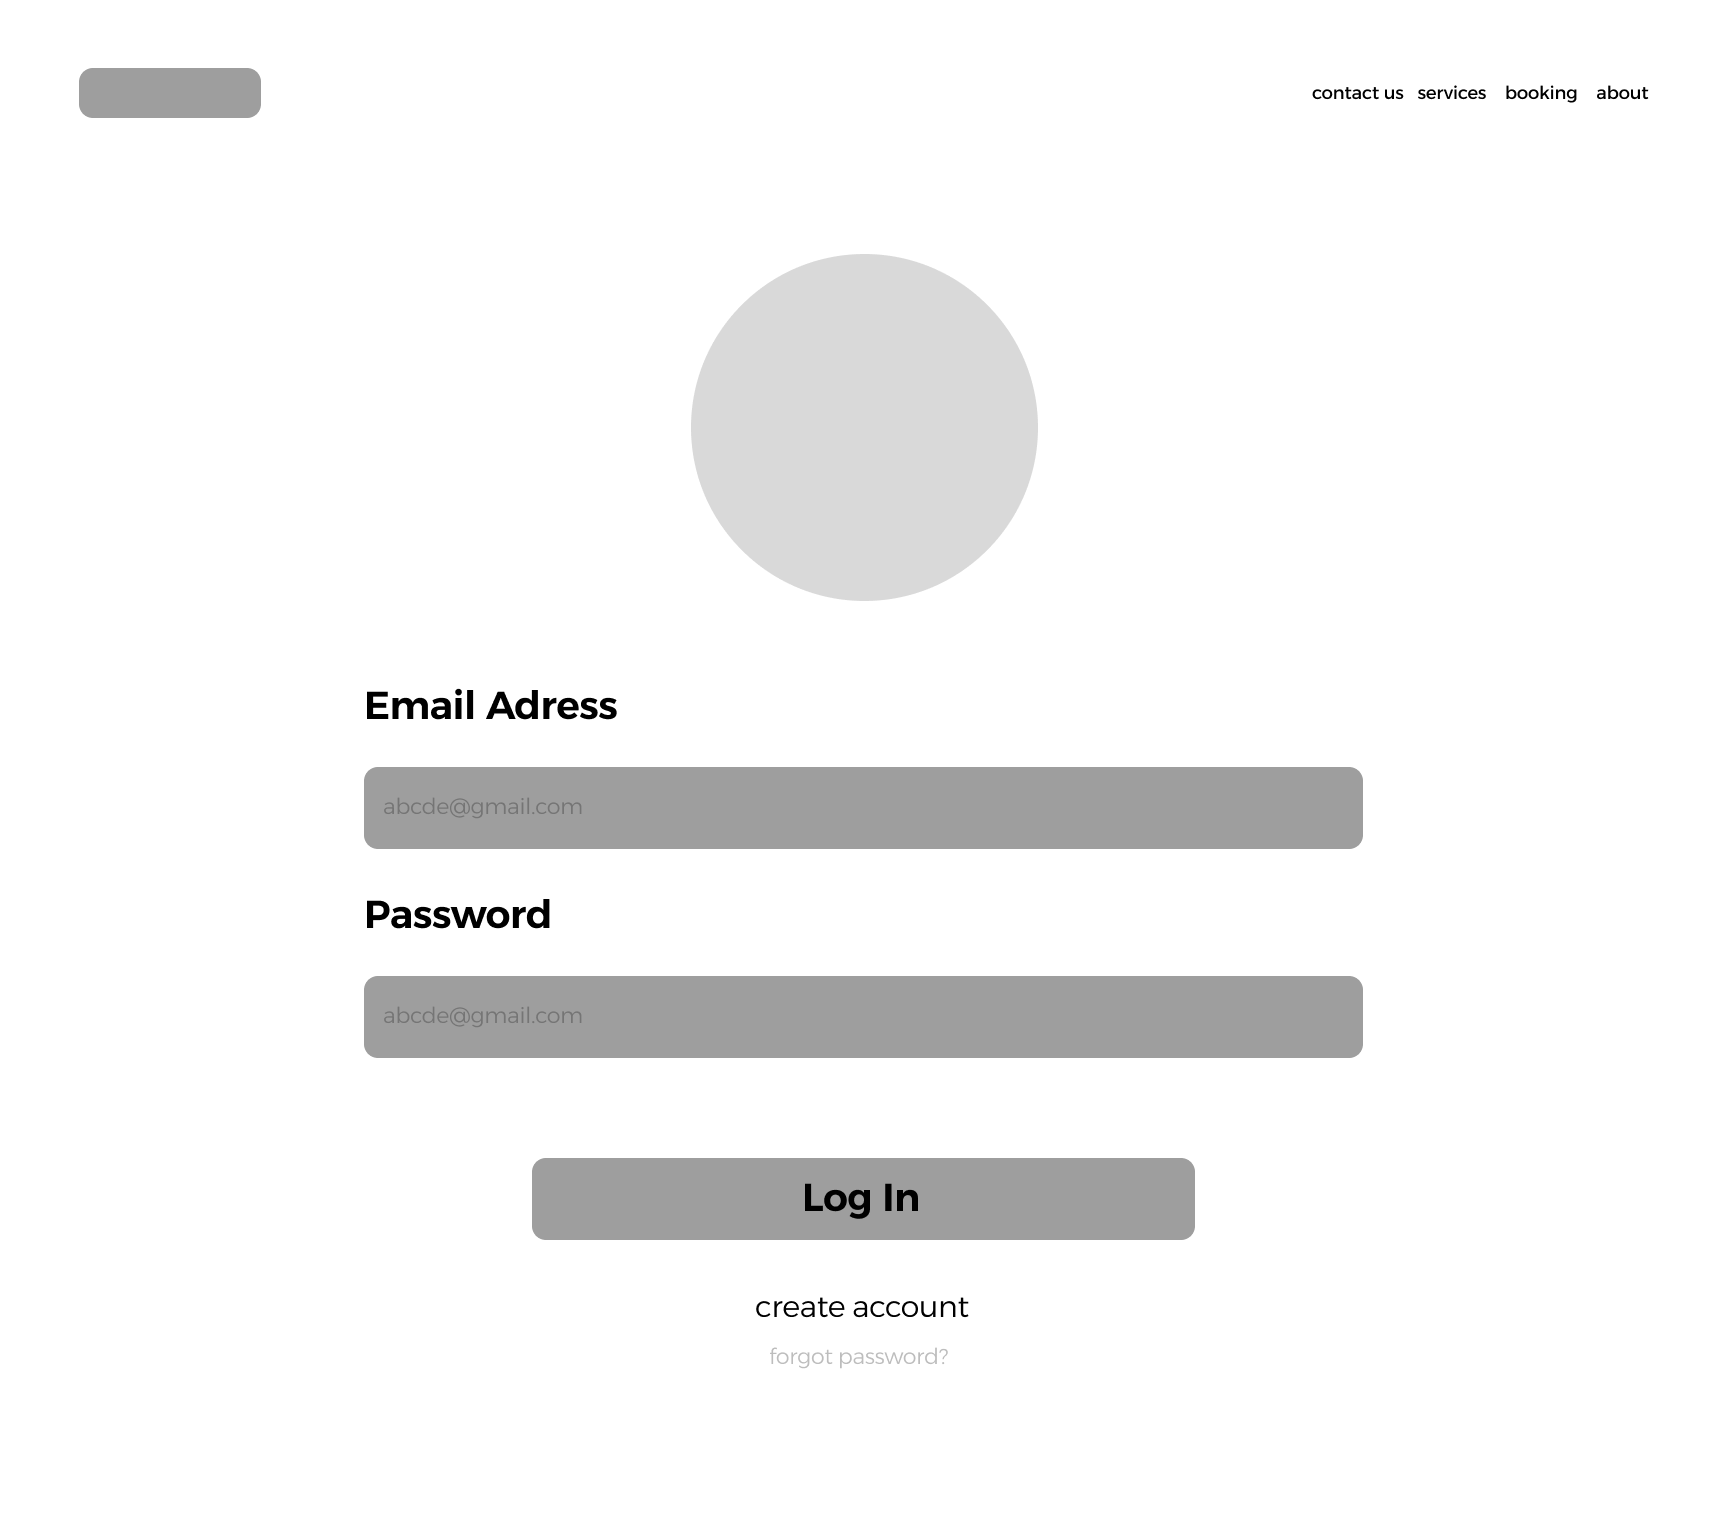 contact us services booking about
Email Adress
abcde@gmail.com
Password
abcde@gmail.com
Log In
create account
forgot password?